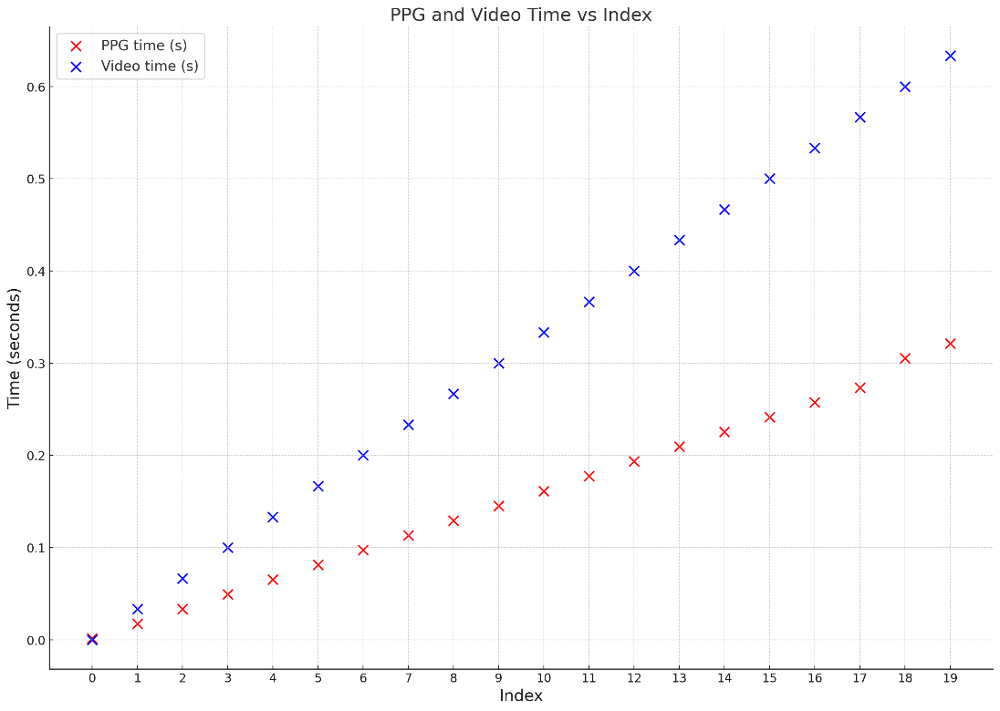 PPG and Video Time vs Index
PPG time (s)
Video time (s)
0.6
0.5
0.4
0.3
0.2
0.1
0.0
Time (seconds)
0 1 2 3 4 5 6 7 8 9 10 11 12 13 14 15 16 17 18 19
Index